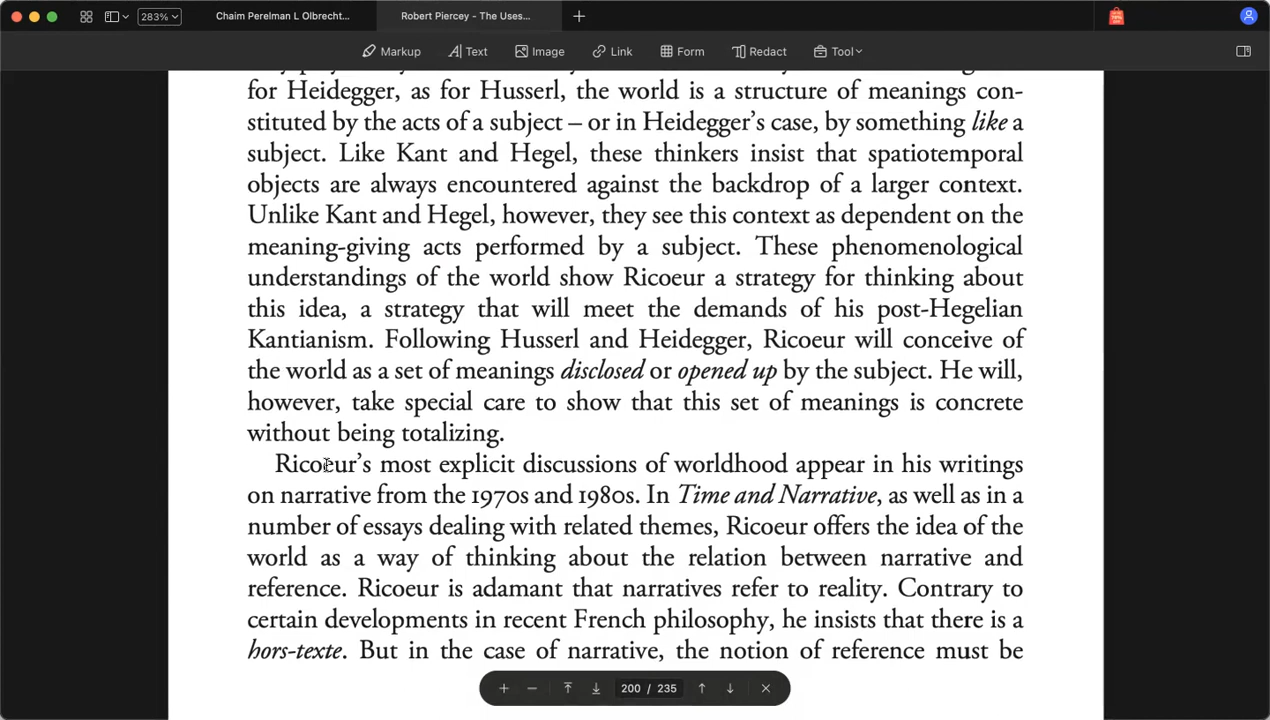 283%
Chaim Perelman L Olbrecht...
Robert Piercey - The Uses...
Markup
Text
Image
Link
Form
Redact
Tool
for Heidegger, as for Husserl, the world is a structure of meanings con-
stituted by the acts of a subject – or in Heidegger's case, by something like a
subject. Like Kant and Hegel, these thinkers insist that spatiotemporal
objects are always encountered against the backdrop of a larger context.
Unlike Kant and Hegel, however, they see this context as dependent on the
meaning-giving acts performed by a subject. These phenomenological
understandings of the world show Ricoeur a strategy for thinking about
this idea, a strategy that will meet the demands of his post-Hegelian
Kantianism. Following Husserl and Heidegger, Ricoeur will conceive of
the world as a set of meanings disclosed or opened up by the subject. He will,
however, take special care to show that this set of meanings is concrete
without being totalizing.
Ricoeur's most explicit discussions of worldhood appear in his writings
on narrative from the 1970s and 1980s. In Time and Narrative, as well as in a
number of essays dealing with related themes, Ricoeur offers the idea of the
world as a way of thinking about the relation between narrative and
reference. Ricoeur is adamant that narratives refer to reality. Contrary to
certain developments in recent French philosophy, he insists that there is a
hors-texte. But in the case of narrative, the notion of reference must be
200 / 235